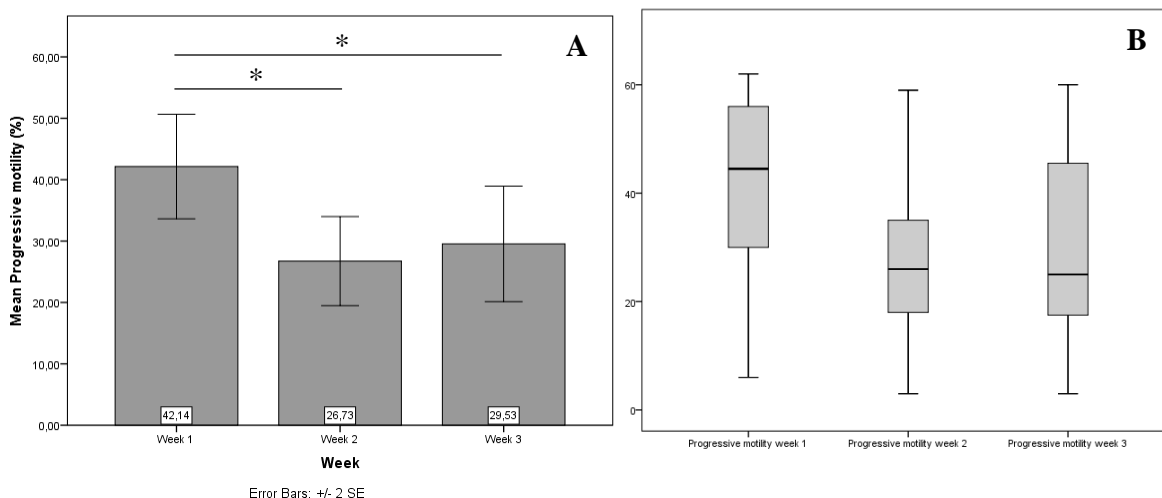 A
Mean Progressive motility (%)
60,00
50,00
40,00
30,00
20,00
10,00
0,00
*
*
42,14
26,73
29,53
Week 1
Week 2
Week 3
Week
Error Bars: +/- 2 SE
B
60
40
20
0
Progressive motility week 1
Progressive motility week 2
Progressive motility week 3